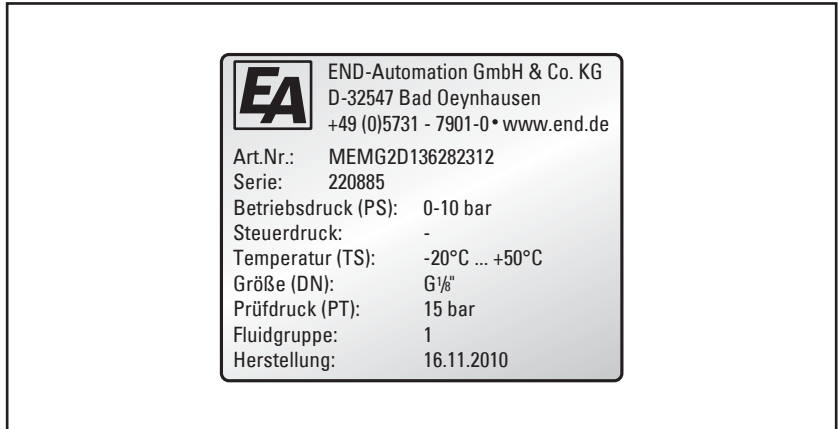 EA
END-Automation GmbH & Co. KG
D-32547 Bad Oeynhausen
+49 (0)5731 - 7901-0 • www.end.de
Art.Nr.: MEMG2D136282312
Serie: 220885
Betriebsdruck (PS): 0-10 bar
Steuerdruck: -
Temperatur (TS): -20°C ... +50°C
Größe (DN): G⅛"
Prüfdruck (PT): 15 bar
Fluidgruppe: 1
Herstellung: 16.11.2010